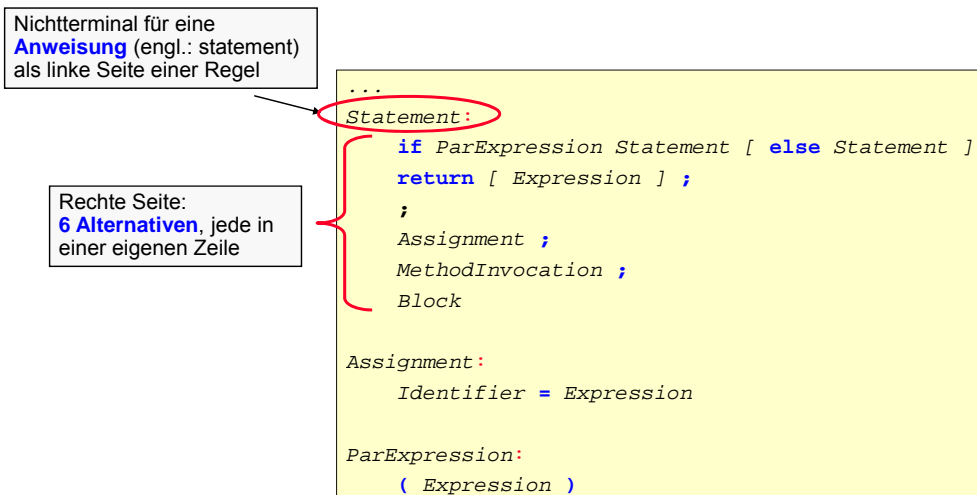 Nichtterminal für eine
Anweisung (engl.: statement)
als linke Seite einer Regel
...
Statement:
if ParExpression Statement [ else Statement ]
return [ Expression ] ;
;
Assignment ;
MethodInvocation ;
Block
Rechte Seite:
6 Alternativen, jede in
einer eigenen Zeile
Assignment:
Identifier = Expression
ParExpression:
( Expression )